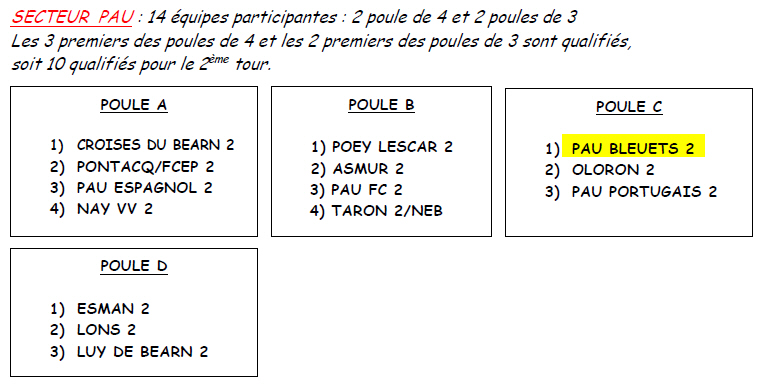 SECTEUR PAU : 14 équipes participantes : 2 poule de 4 et 2 poules de 3
Les 3 premiers des poules de 4 et les 2 premiers des poules de 3 sont qualifiés,
soit 10 qualifiés pour le 2ème tour.
POULE A
1) CROISES DU BEARN 2
2) PONTACQ/FCEP 2
3) PAU ESPAGNOL 2
4) NAY VV 2
POULE B
1) POEY LESCAR 2
2) ASMUR 2
3) PAU FC 2
4) TARON 2/NEB
POULE C
1) PAU BLEUETS 2
2) OLORON 2
3) PAU PORTUGAIS 2
POULE D
1) ESMAN 2
2) LONS 2
3) LUY DE BEARN 2